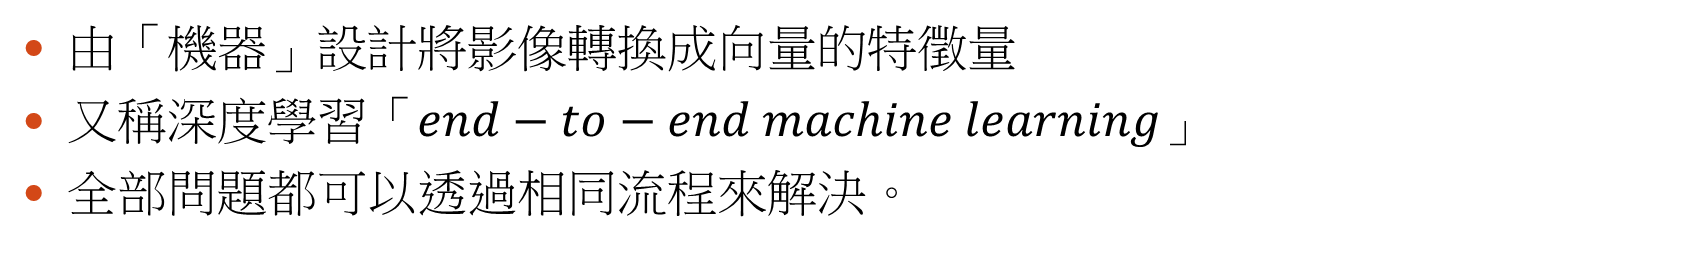 • 由「機器」設計將影像轉換成向量的特徵量
• 又稱深度學習「end − to − end machine learning」
• 全部問題都可以透過相同流程來解決。